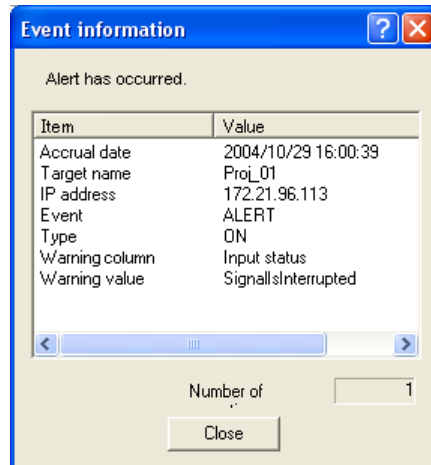 Event information
Alert has occurred.
Item Value
Accrual date 2004/10/29 16:00:39
Target name Proj_01
IP address 172.21.96.113
Event ALERT
Type ON
Warning column Input status
Warning value SignalIsInterrupted
Number of
1
Close